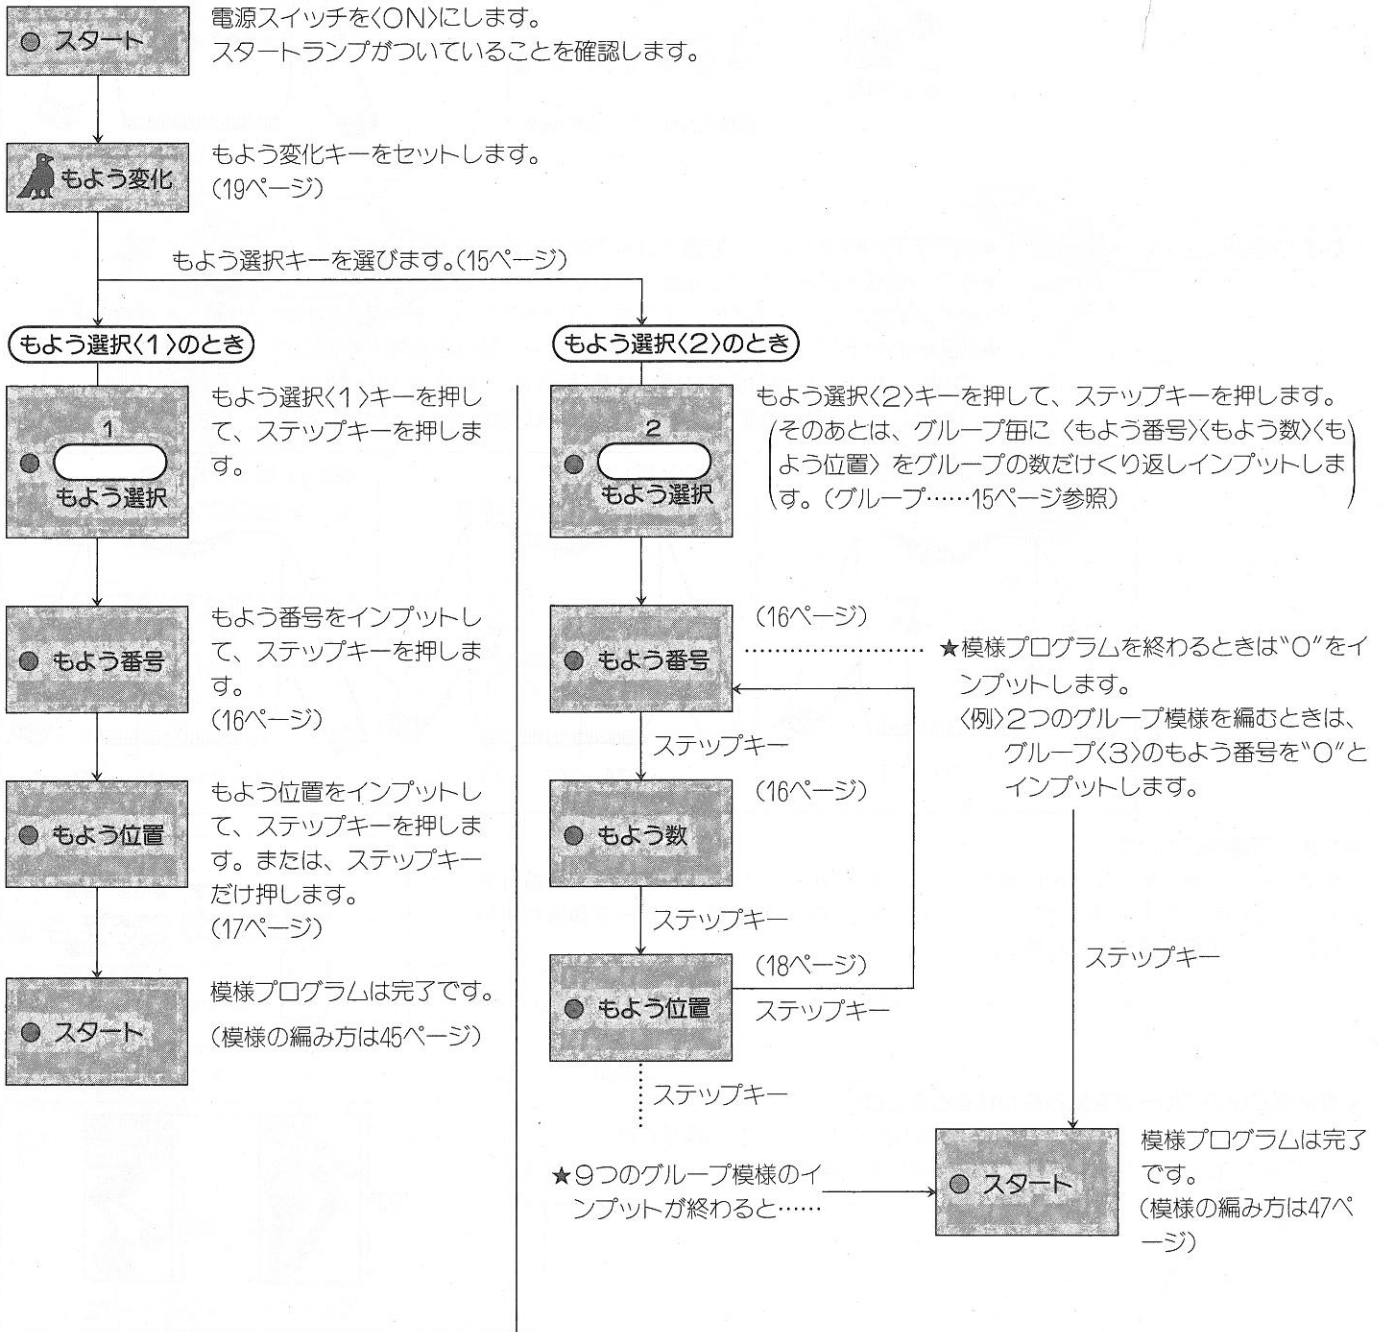 スタート
電源スイッチを〈ON〉にします。
スタートランプがついていることを確認します。
もよう変化
もよう変化キーをセットします。
(19ページ)
もよう選択キーを選びます。(15ページ)
もよう選択〈1〉のとき
1
もよう選択
もよう選択〈1〉キーを押し
て、ステップキーを押しま
す。
もよう番号
もよう番号をインプットし
て、ステップキーを押しま
す。
(16ページ)
もよう位置
もよう位置をインプットし
て、ステップキーを押しま
す。または、ステップキー
だけ押します。
(17ページ)
スタート
模様プログラムは完了です。
(模様の編み方は45ページ)
もよう選択〈2〉のとき
2
もよう選択
もよう選択〈2〉キーを押して、ステップキーを押します。
(そのあとは、グループ毎に〈もよう番号〉〈もよう数〉〈も
よう位置〉をグループの数だけくり返しインプットしま
す。(グループ……15ページ参照))
もよう番号
(16ページ)
★模様プログラムを終わるときは"0"をイ
ンプットします。
〈例〉2つのグループ模様を編むときは、
グループ〈3〉のもよう番号を"0"と
インプットします。
ステップキー
もよう数
(16ページ)
ステップキー
もよう位置
(18ページ)
ステップキー
ステップキー
ステップキー
★9つのグループ模様のイ
ンプットが終わると……
スタート
模様プログラムは完了
です。
(模様の編み方は47ペ
ージ)